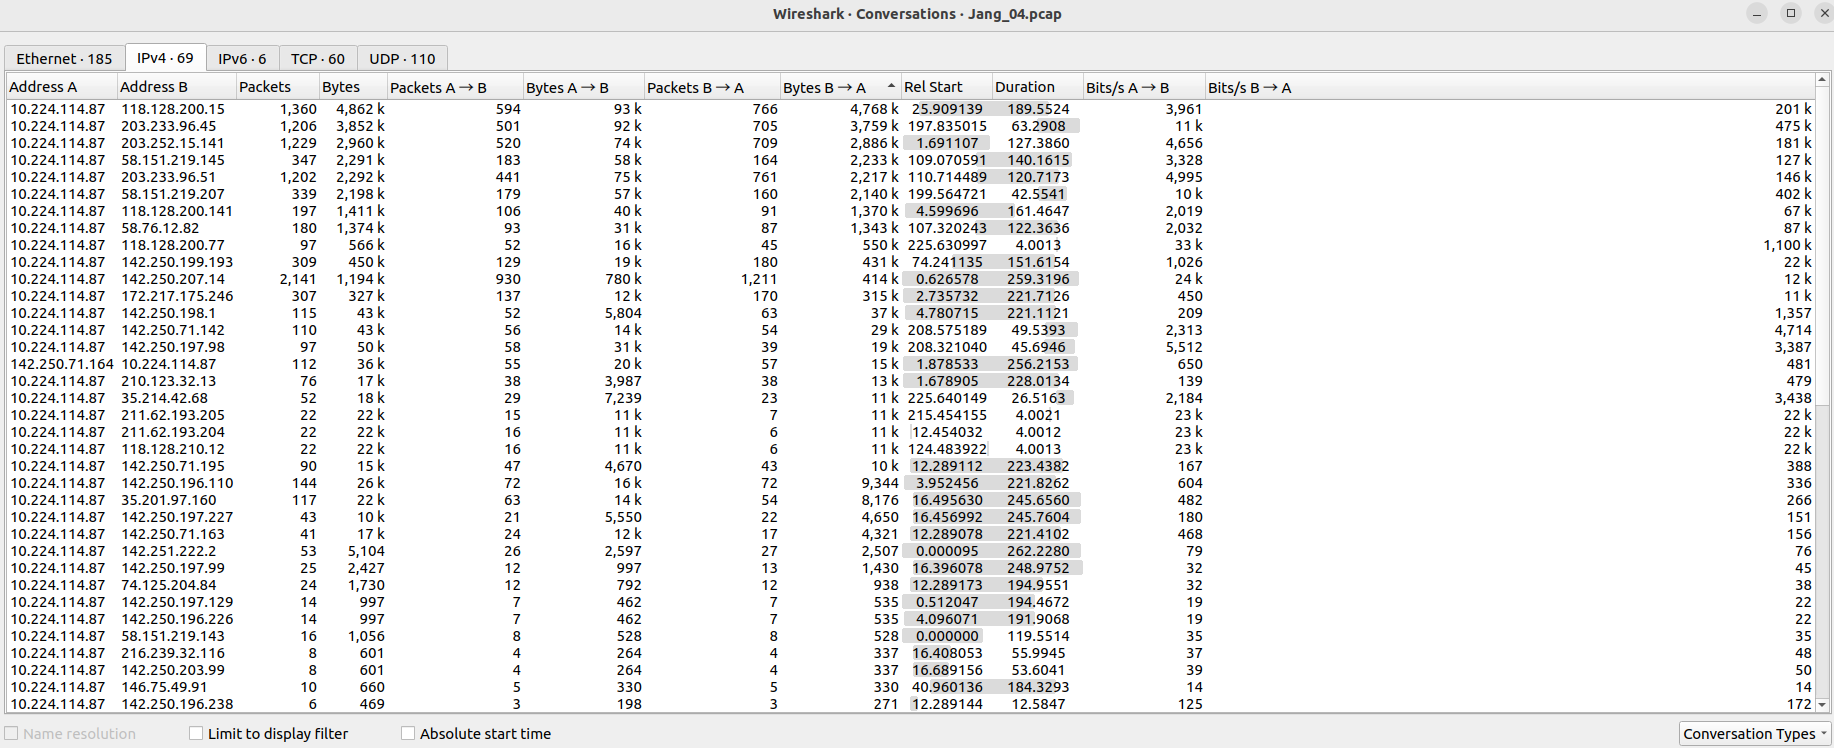 Wireshark · Conversations · Jang_04.pcap
Ethernet · 185 IPv4 · 69 IPv6 · 6 TCP · 60 UDP · 110
Address A Address B Packets Bytes Packets A → B Bytes A → B Packets B → A Bytes B → A Rel Start Duration Bits/s A → B Bits/s B → A
10.224.114.87 118.128.200.15 1,360 4,862 k 594 93 k 766 4,768 k 25.909139 189.5524 3,961 201 k
10.224.114.87 203.233.96.45 1,206 3,852 k 501 92 k 705 3,759 k 197.835015 63.2908 11 k 475 k
10.224.114.87 203.252.15.141 1,229 2,960 k 520 74 k 709 2,886 k 1.691107 127.3860 4,656 181 k
10.224.114.87 58.151.219.145 347 2,291 k 183 58 k 164 2,233 k 109.070591 140.1615 3,328 127 k
10.224.114.87 203.233.96.51 1,202 2,292 k 441 75 k 761 2,217 k 110.714489 120.7173 4,995 146 k
10.224.114.87 58.151.219.207 339 2,198 k 179 57 k 160 2,140 k 199.564721 42.5541 10 k 402 k
10.224.114.87 118.128.200.141 197 1,411 k 106 40 k 91 1,370 k 4.599696 161.4647 2,019 67 k
10.224.114.87 58.76.12.82 180 1,374 k 93 31 k 87 1,343 k 107.320243 122.3636 2,032 87 k
10.224.114.87 118.128.200.77 97 566 k 52 16 k 45 550 k 225.630997 4.0013 33 k 1,100 k
10.224.114.87 142.250.199.193 309 450 k 129 19 k 180 431 k 74.241135 151.6154 1,026 22 k
10.224.114.87 142.250.207.14 2,141 1,194 k 930 780 k 1,211 414 k 0.626578 259.3196 24 k 12 k
10.224.114.87 172.217.175.246 307 327 k 137 12 k 170 315 k 2.735732 221.7126 450 11 k
10.224.114.87 142.250.198.1 115 43 k 52 5,804 63 37 k 4.780715 221.1121 209 1,357
10.224.114.87 142.250.71.142 110 43 k 56 14 k 54 29 k 208.575189 49.5393 2,313 4,714
10.224.114.87 142.250.197.98 97 50 k 58 31 k 39 19 k 208.321040 45.6946 5,512 3,387
142.250.71.164 10.224.114.87 112 36 k 55 20 k 57 15 k 1.878533 256.2153 650 481
10.224.114.87 210.123.32.13 76 17 k 38 3,987 38 13 k 1.678905 228.0134 139 479
10.224.114.87 35.214.42.68 52 18 k 29 7,239 23 11 k 225.640149 26.5163 2,184 3,438
10.224.114.87 211.62.193.205 22 22 k 15 11 k 7 11 k 215.454155 4.0021 23 k 22 k
10.224.114.87 211.62.193.204 22 22 k 16 11 k 6 11 k 12.454032 4.0012 23 k 22 k
10.224.114.87 118.128.210.12 22 22 k 16 11 k 6 11 k 124.483922 4.0013 23 k 22 k
10.224.114.87 142.250.71.195 90 15 k 47 4,670 43 10 k 12.289112 223.4382 167 388
10.224.114.87 142.250.196.110 144 26 k 72 16 k 72 9,344 3.952456 221.8262 604 336
10.224.114.87 35.201.97.160 117 22 k 63 14 k 54 8,176 16.495630 245.6560 482 266
10.224.114.87 142.250.197.227 43 10 k 21 5,550 22 4,650 16.456992 245.7604 180 151
10.224.114.87 142.250.71.163 41 17 k 24 12 k 17 4,321 12.289078 221.4102 468 156
10.224.114.87 142.251.222.2 53 5,104 26 2,597 27 2,507 0.000095 262.2280 79 76
10.224.114.87 142.250.197.99 25 2,427 12 997 13 1,430 16.396078 248.9752 32 45
10.224.114.87 74.125.204.84 24 1,730 12 792 12 938 12.289173 194.9551 32 38
10.224.114.87 142.250.197.129 14 997 7 462 7 535 0.512047 194.4672 19 22
10.224.114.87 142.250.196.226 14 997 7 462 7 535 4.096071 191.9068 19 22
10.224.114.87 58.151.219.143 16 1,056 8 528 8 528 0.000000 119.5514 35 35
10.224.114.87 216.239.32.116 8 601 4 264 4 337 16.408053 55.9945 37 48
10.224.114.87 142.250.203.99 8 601 4 264 4 337 16.689156 53.6041 39 50
10.224.114.87 146.75.49.91 10 660 5 330 5 330 40.960136 184.3293 14 14
10.224.114.87 142.250.196.238 6 469 3 198 3 271 12.289144 12.5847 125 172
Name resolution Limit to display filter Absolute start time Conversation Types